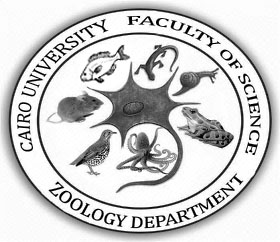 CAIRO UNIVERSITY FACULTY OF SCIENCE
ZOOLOGY DEPARTMENT